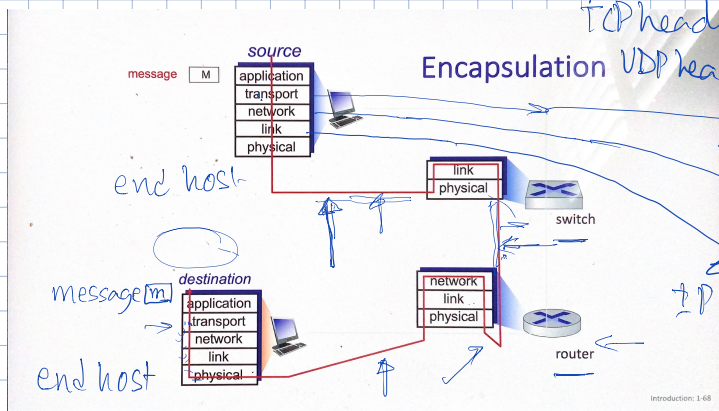 TCP head
UDP hea
source
message M
application
transport
network
link
physical
Encapsulation
end host
link
physical
switch
destination
message m
application
transport
network
link
physical
network
link
physical
router
IP
end host
Introduction: 1-68